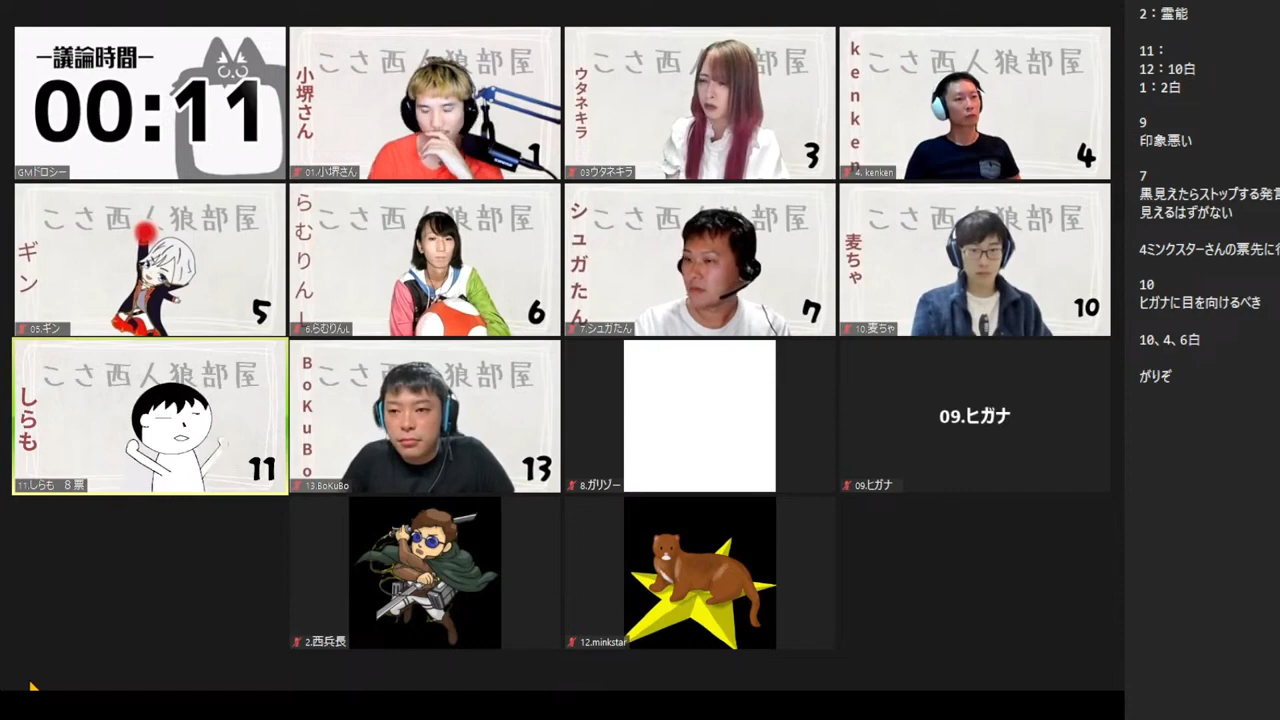 ―議論時間―
00:11
GMドロシー
こさ西人狼部屋
小堺さん
1
01.小堺さん
こさ西人狼部屋
ウタネキラ
3
03ウタネキラ
こさ西人狼部屋
kenken
4
4. kenken
こさ西人狼部屋
ギン
5
05.ギン
こさ西人狼部屋
らむりんし
6
6.らむりんし
こさ西人狼部屋
シュガたん
7
7.シュガたん
こさ西人狼部屋
麦ちゃ
10
10.麦ちゃ
こさ西人狼部屋
しらも
11
11.しらも 8票
こさ西人狼部屋
BoKuBo
13
13.BoKuBo
8.ガリゾー
09.ヒガナ
09.ヒガナ
2.西兵長
12.minkstar
2：霊能
11：
12：10白
1：2白
9
印象悪い
7
黒見えたらストップする発言
見えるはずがない
4ミンクスターさんの票先に
10
ヒガナに目を向けるべき
10、4、6白
がりぞ